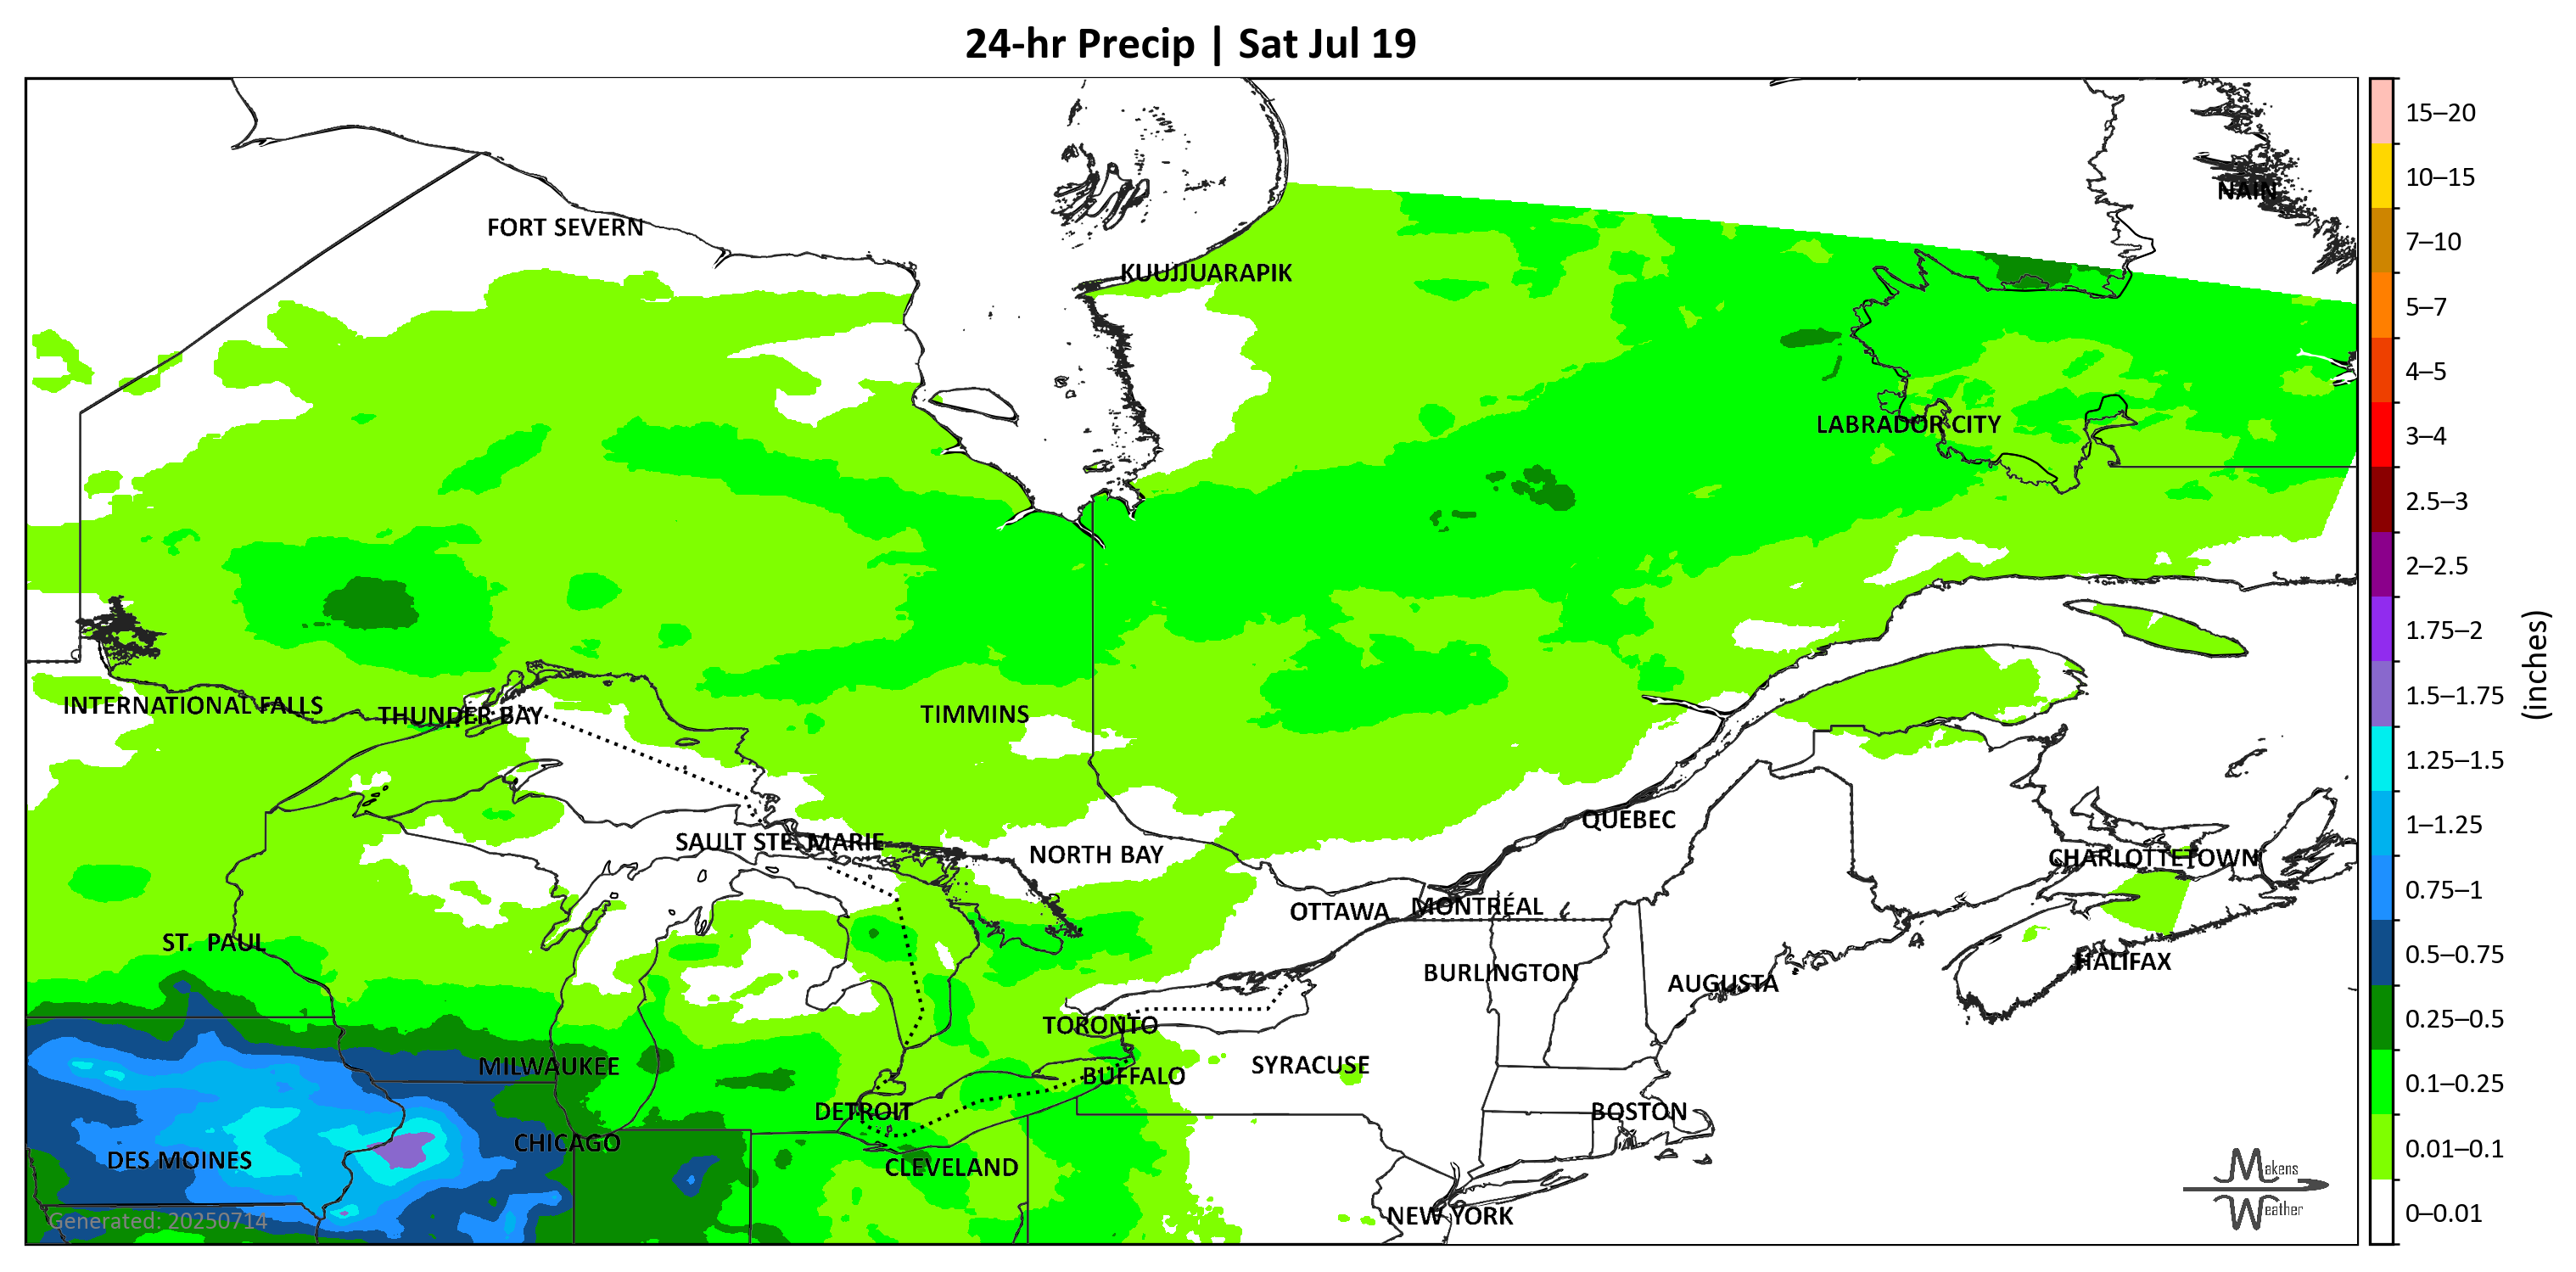 24-hr Precip | Sat Jul 19
15–20
10–15
7–10
5–7
4–5
3–4
2.5–3
2–2.5
1.75–2
1.5–1.75
1.25–1.5
1–1.25
0.75–1
0.5–0.75
0.25–0.5
0.1–0.25
0.01–0.1
0–0.01
(inches)
NAIN
FORT SEVERN
KUUJJUARAPIK
LABRADOR CITY
INTERNATIONAL FALLS
THUNDER BAY
TIMMINS
QUEBEC
SAULT STE. MARIE
NORTH BAY
CHARLOTTETOWN
OTTAWA
MONTRÉAL
ST. PAUL
HALIFAX
BURLINGTON
AUGUSTA
TORONTO
MILWAUKEE
SYRACUSE
BUFFALO
DETROIT
BOSTON
CHICAGO
DES MOINES
CLEVELAND
NEW YORK
Generated: 20250714
Makens
Weather